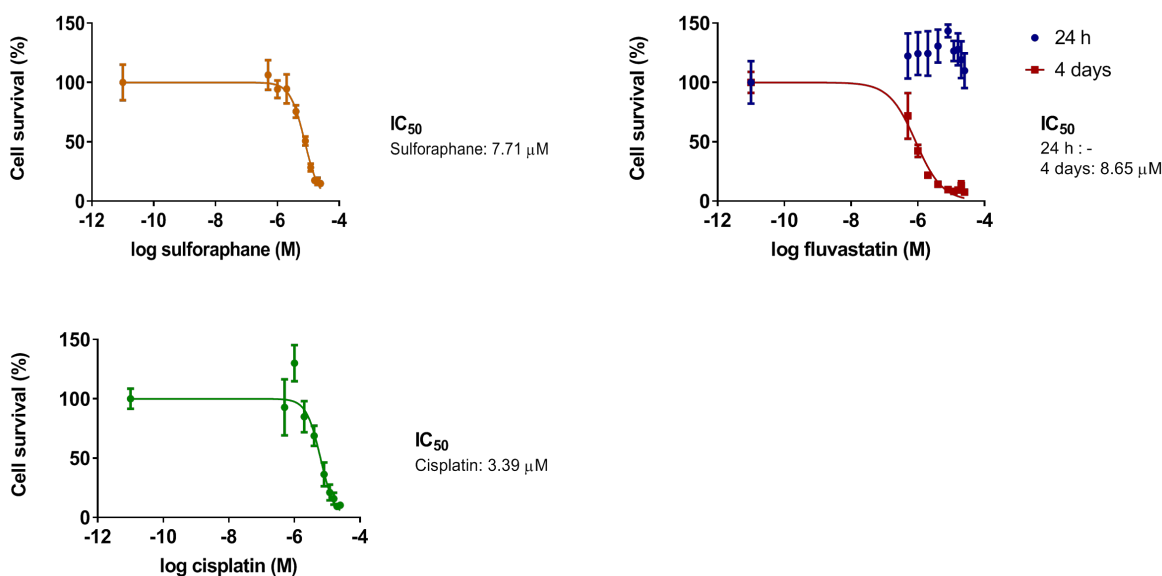 150
100
50
0
Cell survival (%)
-12 -10 -8 -6 -4
log sulforaphane (M)
IC50
Sulforaphane: 7.71 μM
150
100
50
0
Cell survival (%)
-12 -10 -8 -6 -4
log fluvastatin (M)
24 h
4 days
IC50
24 h : -
4 days: 8.65 μM
150
100
50
0
Cell survival (%)
-12 -10 -8 -6 -4
log cisplatin (M)
IC50
Cisplatin: 3.39 μM